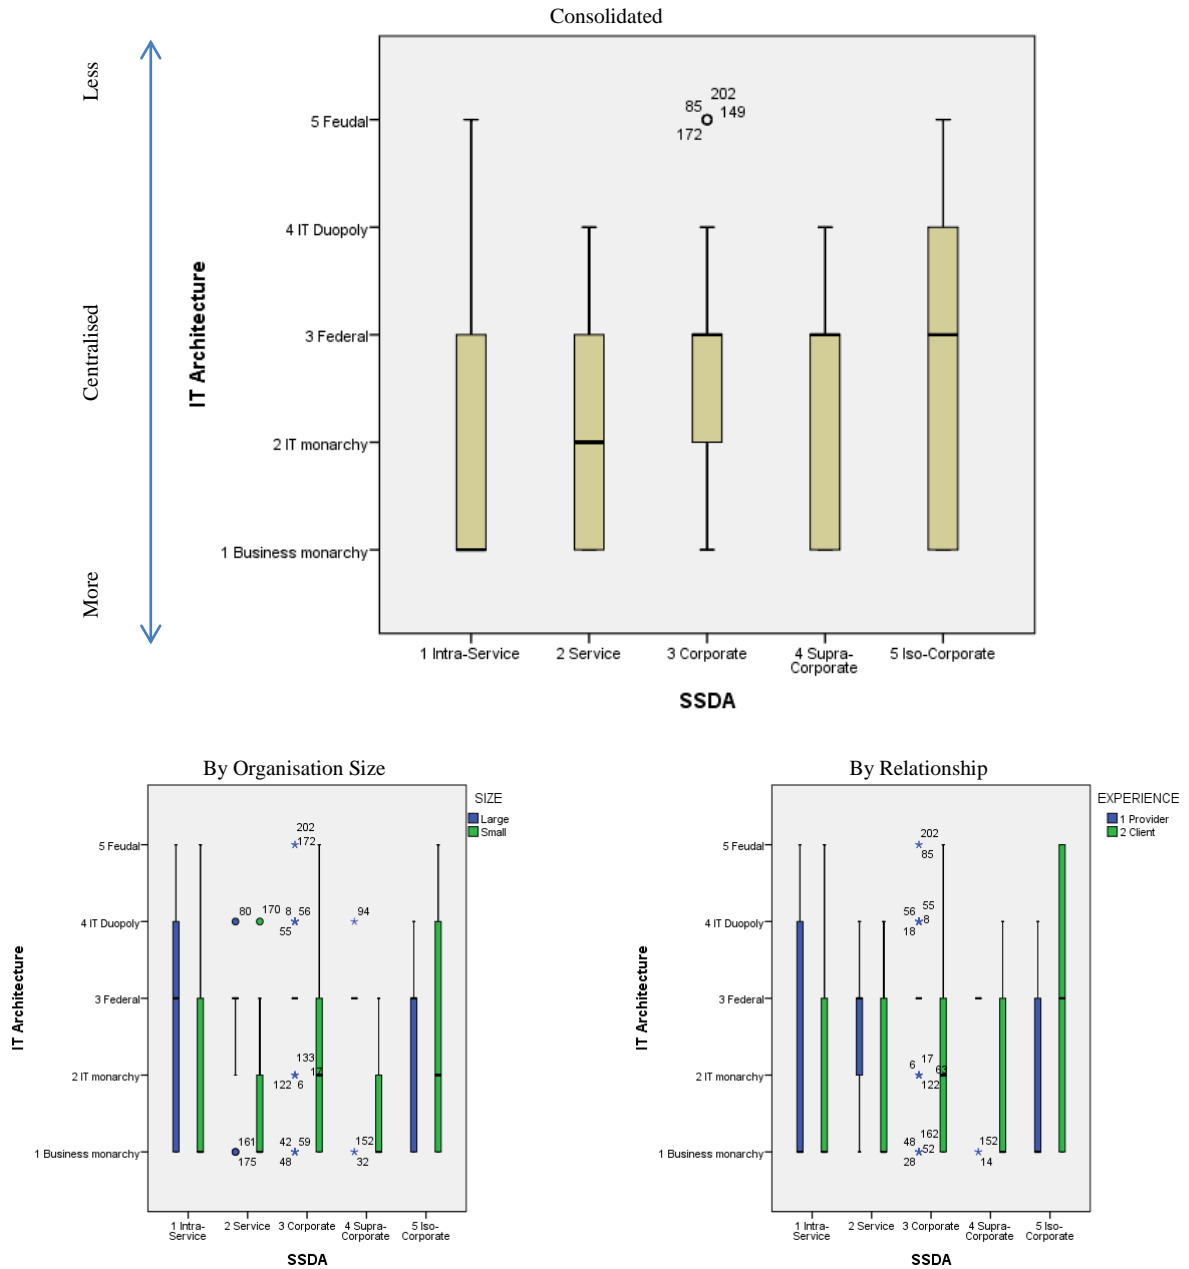 Consolidated
Less
Centralised
More
IT Architecture
5 Feudal
4 IT Duopoly
3 Federal
2 IT monarchy
1 Business monarchy
202
85
149
172
1 Intra-Service
2 Service
3 Corporate
4 Supra-
Corporate
5 Iso-Corporate
SSDA
By Organisation Size
SIZE
Large
Small
IT Architecture
5 Feudal
4 IT Duopoly
3 Federal
2 IT monarchy
1 Business monarchy
202
172
80
170
8
56
55
94
133
17
122
6
161
175
42
59
48
152
32
1 Intra-
Service
2 Service
3 Corporate
4 Supra-
Corporate
5 Iso-
Corporate
SSDA
By Relationship
EXPERIENCE
1 Provider
2 Client
IT Architecture
5 Feudal
4 IT Duopoly
3 Federal
2 IT monarchy
1 Business monarchy
202
85
55
56
8
18
17
6
63
122
162
48
52
28
152
14
1 Intra-
Service
2 Service
3 Corporate
4 Supra-
Corporate
5 Iso-
Corporate
SSDA